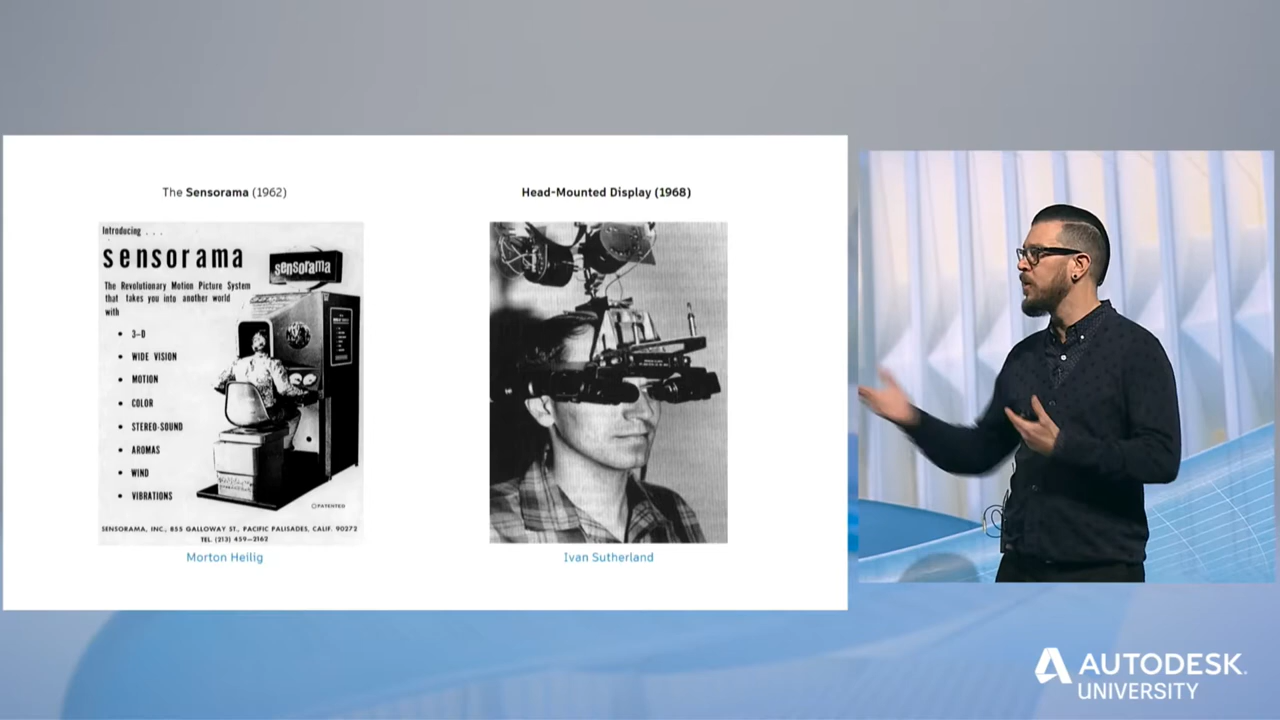 The Sensorama (1962)
Introducing . . .
sensorama
sensorama
The Revolutionary Motion Picture System
that takes you into another world
with
• 3-D
• WIDE VISION
• MOTION
• COLOR
• STEREO-SOUND
• AROMAS
• WIND
• VIBRATIONS
PATENTED
SENSORAMA, INC., 855 GALLOWAY ST., PACIFIC PALISADES, CALIF. 90272
TEL. (213) 459-2162
Morton Heilig
Head-Mounted Display (1968)
Ivan Sutherland
AUTODESK.
UNIVERSITY